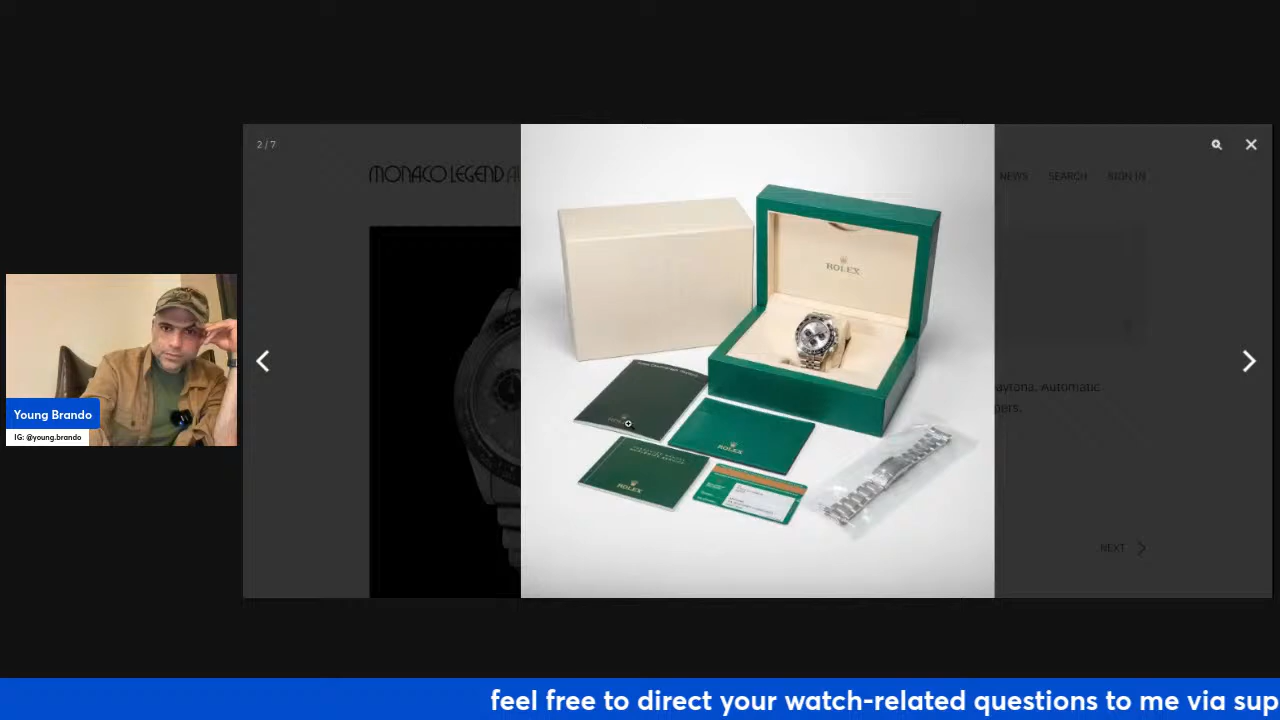 2 / 7
MONACO LEGEND
NEWS
SEARCH
SIGN IN
ROLEX
aytona. Automatic
pers.
ROLEX
ROLEX
NEXT
Young Brando
IG: @young.brando
feel free to direct your watch-related questions to me via sup